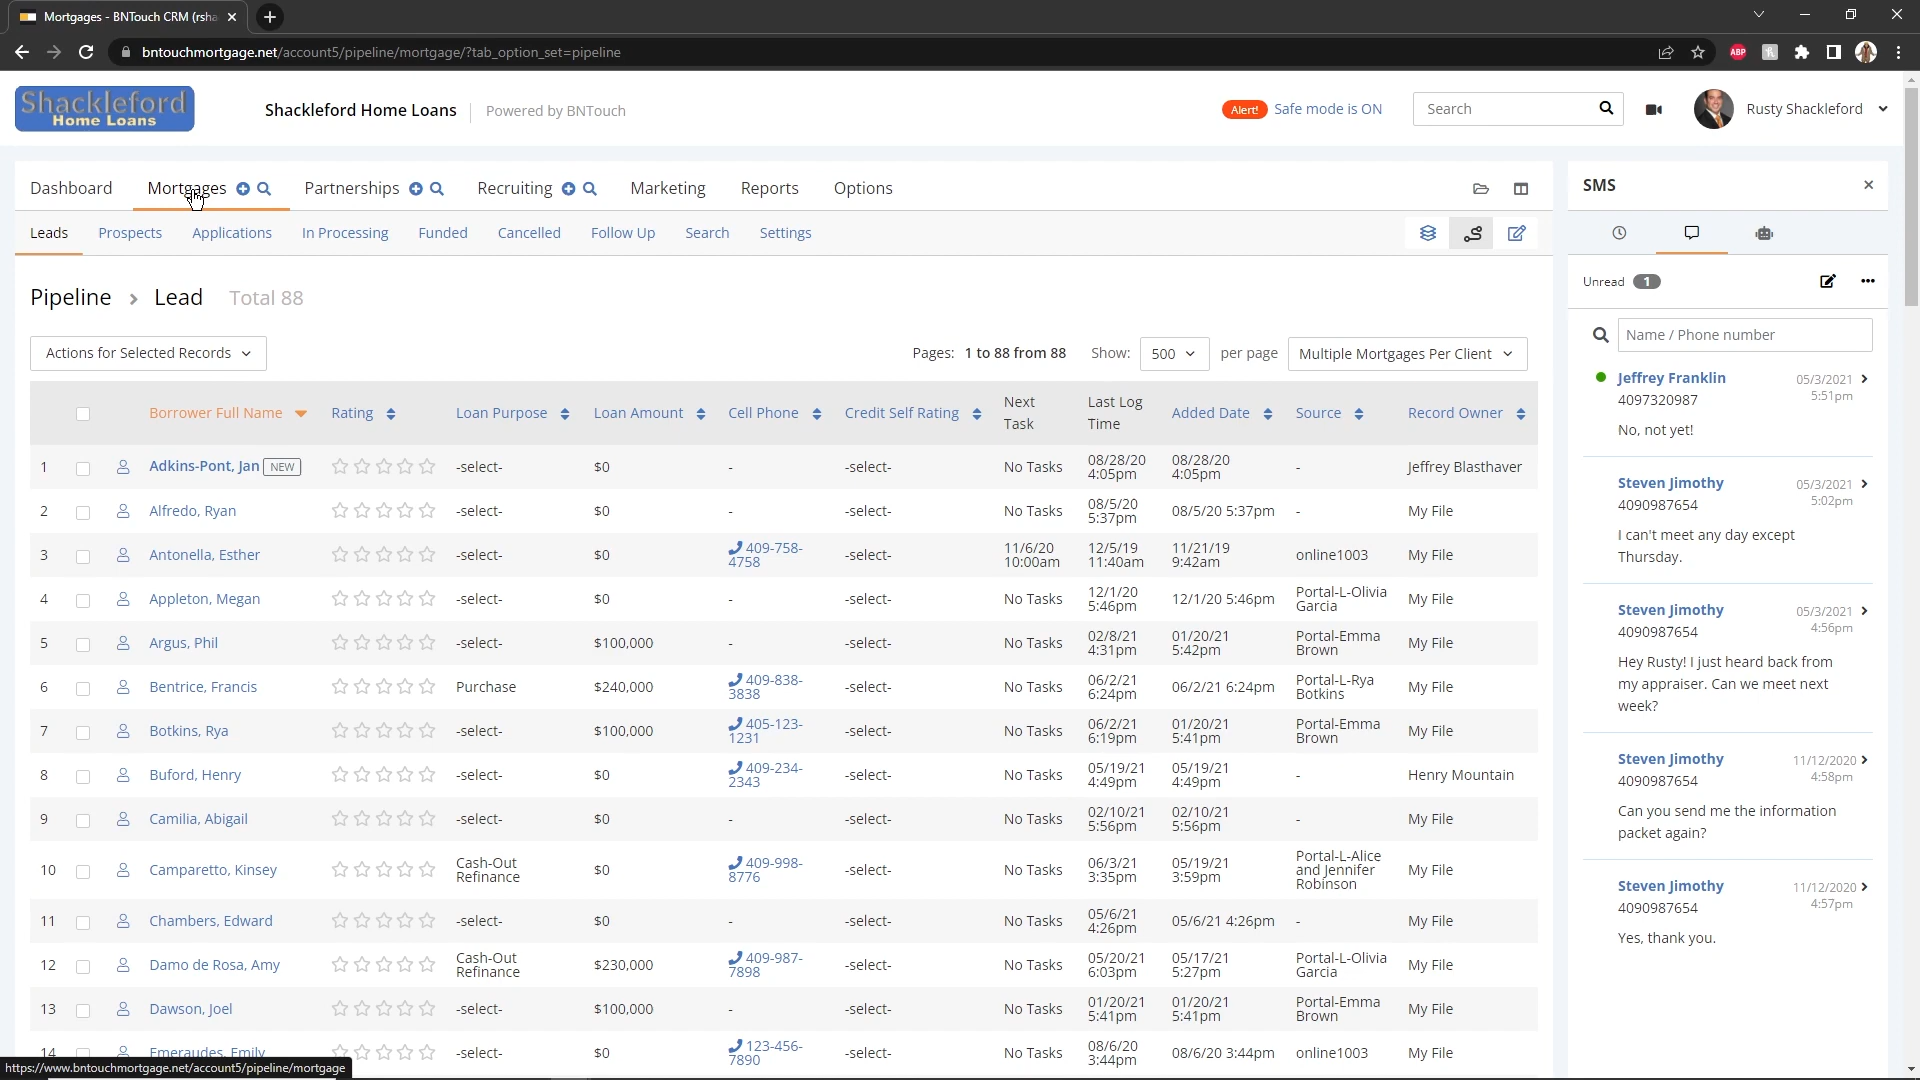 Mortgages - BNTouch CRM (rsha
bntouchmortgage.net/account5/pipeline/mortgage/?tab_option_set=pipeline
ABP
Shackleford
Home Loans
Shackleford Home Loans
Powered by BNTouch
Alert!
Safe mode is ON
Search
Rusty Shackleford
Dashboard
Mortgages
Partnerships
Recruiting
Marketing
Reports
Options
Leads
Prospects
Applications
In Processing
Funded
Cancelled
Follow Up
Search
Settings
Pipeline > Lead Total 88
Actions for Selected Records
Pages: 1 to 88 from 88 Show: 500 per page
Multiple Mortgages Per Client
Borrower Full Name
Rating
Loan Purpose
Loan Amount
Cell Phone
Credit Self Rating
Next
Task
Last Log
Time
Added Date
Source
Record Owner
1 Adkins-Pont, Jan NEW -select- $0 - -select- No Tasks 08/28/20 08/28/20 - Jeffrey Blasthaver
4:05pm 4:05pm
2 Alfredo, Ryan -select- $0 - -select- No Tasks 08/5/20 08/5/20 5:37pm - My File
5:37pm
3 Antonella, Esther -select- $0 409-758- -select- 11/6/20 12/5/19 11/21/19 online1003 My File
4758 10:00am 11:40am 9:42am
4 Appleton, Megan -select- $0 - -select- No Tasks 12/1/20 12/1/20 5:46pm Portal-L-Olivia My File
5:46pm Garcia
5 Argus, Phil -select- $100,000 - -select- No Tasks 02/8/21 01/20/21 Portal-Emma My File
4:31pm 5:42pm Brown
6 Bentrice, Francis Purchase $240,000 409-838- -select- No Tasks 06/2/21 06/2/21 6:24pm Portal-L-Rya My File
3838 6:24pm Botkins
7 Botkins, Rya -select- $100,000 405-123- -select- No Tasks 06/2/21 01/20/21 Portal-Emma My File
1231 6:19pm 5:41pm Brown
8 Buford, Henry -select- $0 409-234- -select- No Tasks 05/19/21 05/19/21 - Henry Mountain
2343 4:49pm 4:49pm
9 Camilia, Abigail -select- $0 - -select- No Tasks 02/10/21 02/10/21 - My File
5:56pm 5:56pm
10 Camparetto, Kinsey Cash-Out $0 409-998- -select- No Tasks 06/3/21 05/19/21 Portal-L-Alice My File
Refinance 8776 3:35pm 3:59pm and Jennifer
Robinson
11 Chambers, Edward -select- $0 - -select- No Tasks 05/6/21 05/6/21 4:26pm - My File
4:26pm
12 Damo de Rosa, Amy Cash-Out $230,000 409-987- -select- No Tasks 05/20/21 05/17/21 Portal-L-Olivia My File
Refinance 7898 6:03pm 5:27pm Garcia
13 Dawson, Joel -select- $100,000 - -select- No Tasks 01/20/21 01/20/21 Portal-Emma My File
5:41pm 5:41pm Brown
14 Emeraudes, Emily -select- $0 123-456- -select- No Tasks 08/6/20 08/6/20 3:44pm online1003 My File
7890 3:44pm
https://www.bntouchmortgage.net/account5/pipeline/mortgage
SMS
Unread 1
Name / Phone number
Jeffrey Franklin 05/3/2021
4097320987 5:51pm
No, not yet!
Steven Jimothy 05/3/2021
4090987654 5:02pm
I can't meet any day except
Thursday.
Steven Jimothy 05/3/2021
4090987654 4:56pm
Hey Rusty! I just heard back from
my appraiser. Can we meet next
week?
Steven Jimothy 11/12/2020
4090987654 4:58pm
Can you send me the information
packet again?
Steven Jimothy 11/12/2020
4090987654 4:57pm
Yes, thank you.